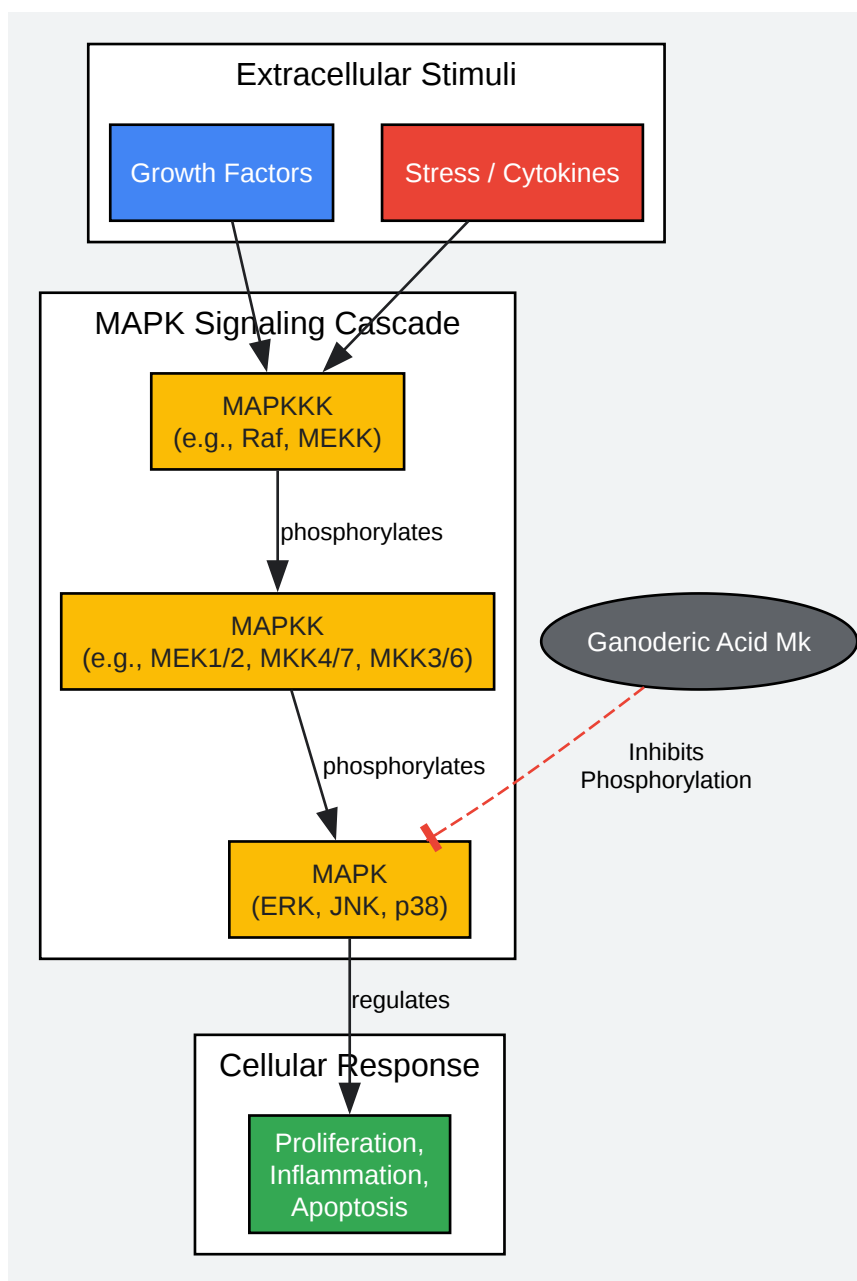 Extracellular Stimuli
Growth Factors
Stress / Cytokines
MAPK Signaling Cascade
MAPKKK
(e.g., Raf, MEKK)
phosphorylates
MAPKK
(e.g., MEK1/2, MKK4/7, MKK3/6)
Ganoderic Acid Mk
phosphorylates
Inhibits
Phosphorylation
MAPK
(ERK, JNK, p38)
regulates
Cellular Response
Proliferation,
Inflammation,
Apoptosis